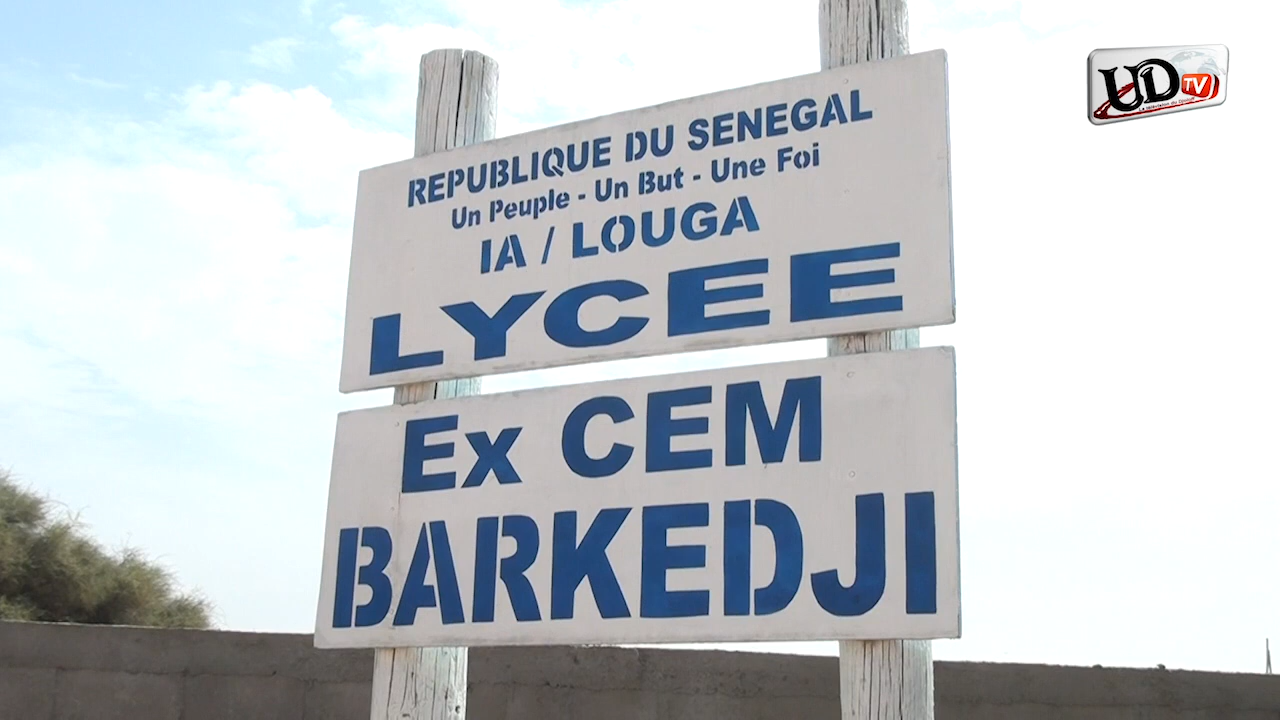 REPUBLIQUE DU SENEGAL
Un Peuple - Un But - Une Foi
IA / LOUGA
LYCEE
Ex CEM
BARKEDJI
UD TV